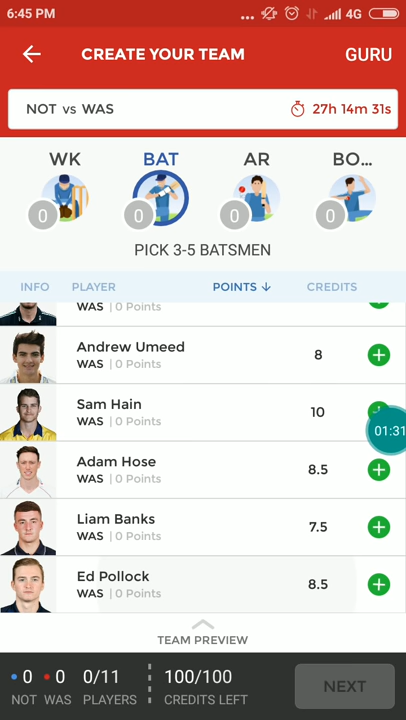 6:45 PM
... 4G
CREATE YOUR TEAM GURU
NOT vs WAS 27h 14m 31s
WK BAT AR BO...
0 0 0 0
PICK 3-5 BATSMEN
INFO PLAYER POINTS ↓ CREDITS
WAS | 0 Points
Andrew Umeed
WAS | 0 Points 8
Sam Hain
WAS | 0 Points 10
01:31
Adam Hose
WAS | 0 Points 8.5
Liam Banks
WAS | 0 Points 7.5
Ed Pollock
WAS | 0 Points 8.5
TEAM PREVIEW
0 0 0/11 100/100 NEXT
NOT WAS PLAYERS CREDITS LEFT